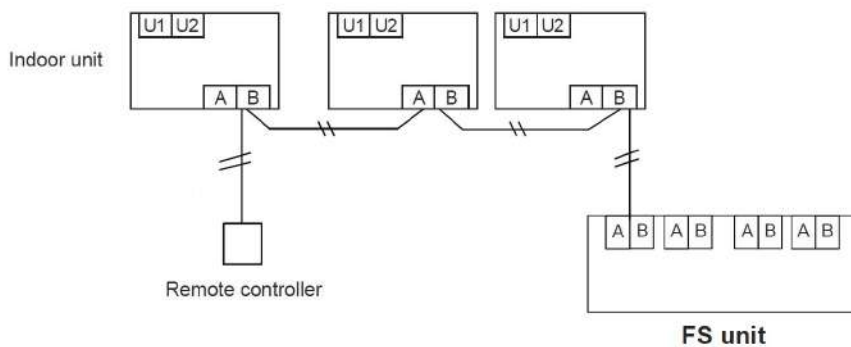 U1 U2 U1 U2 U1 U2
Indoor unit
A B A B A B
A B A B A B A B
Remote controller
FS unit